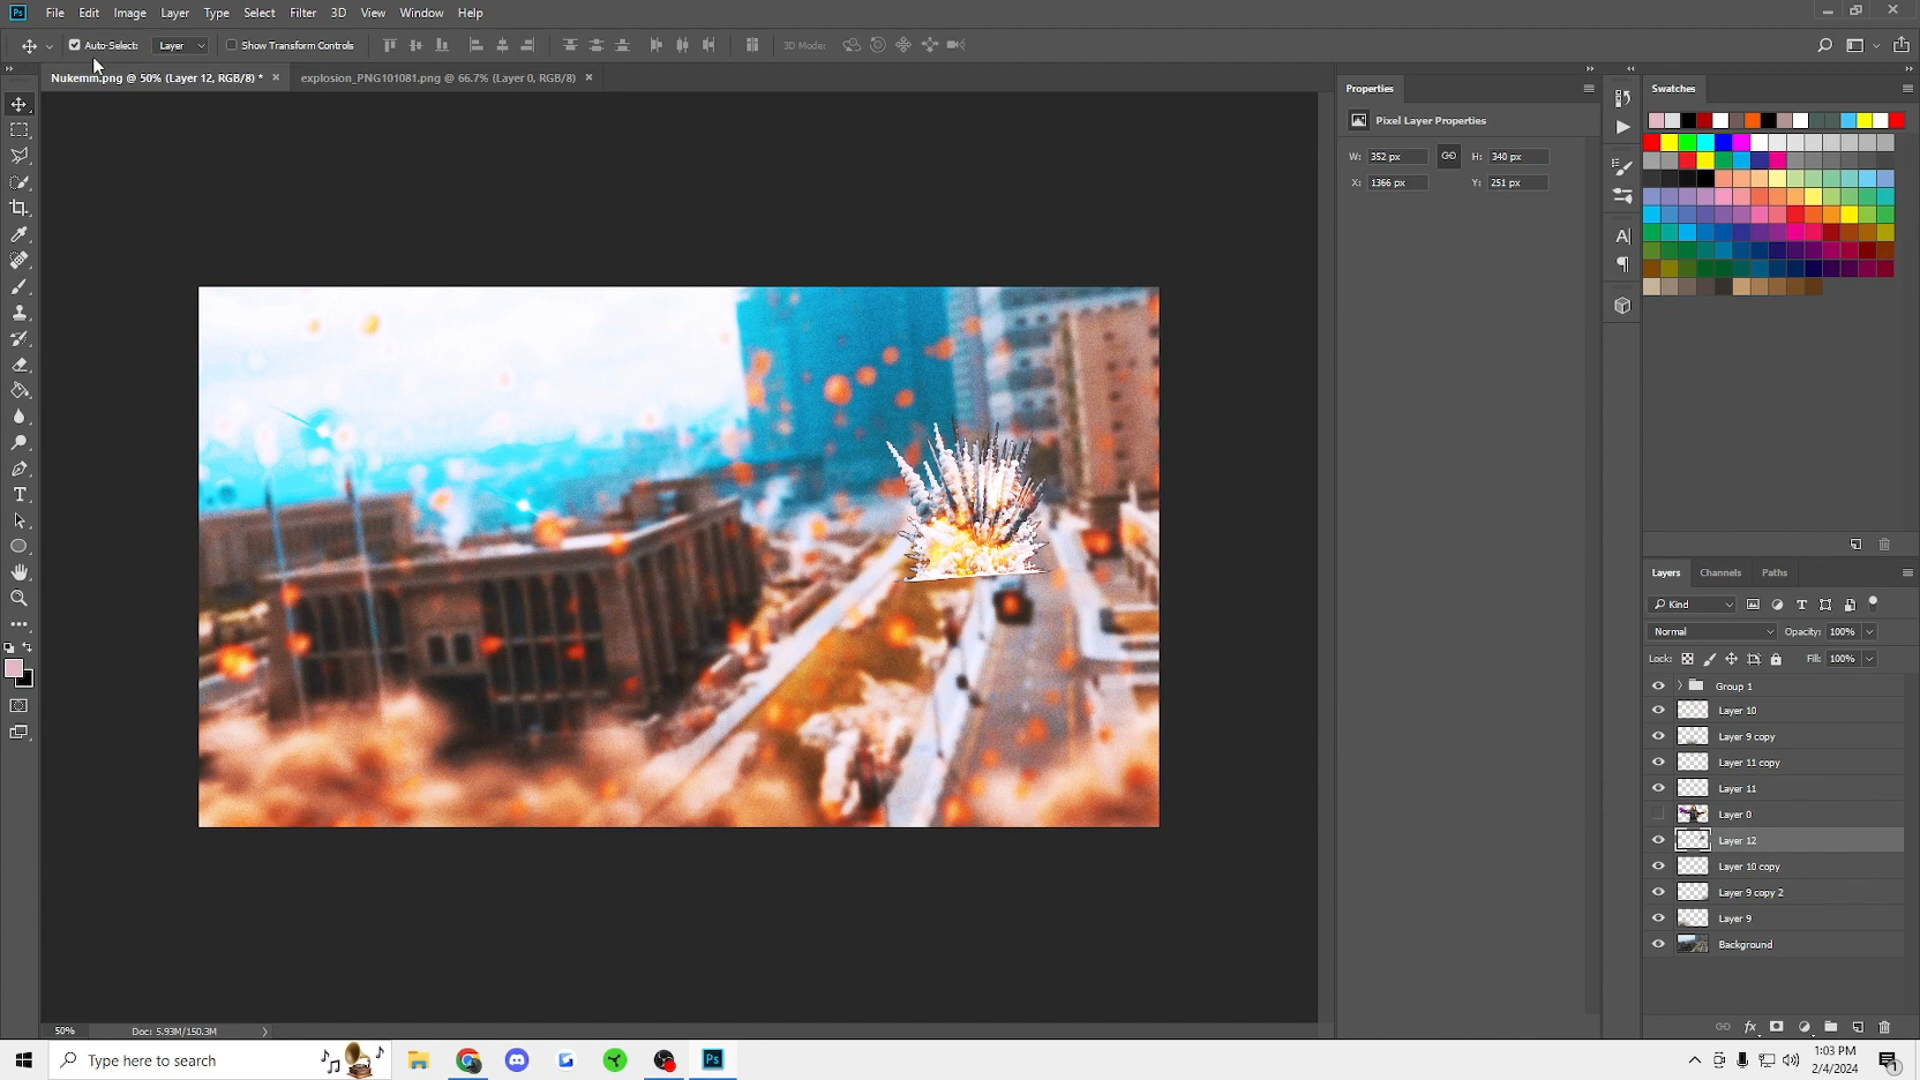 Ps File Edit Image Layer Type Select Filter 3D View Window Help
Auto-Select: Layer Show Transform Controls 3D Mode:
Nukemm.png @ 50% (Layer 12, RGB/8) * × explosion_PNG101081.png @ 66.7% (Layer 0, RGB/8) ×
Properties
Pixel Layer Properties
W: 352 px H: 340 px
X: 1366 px Y: 251 px
Swatches
Layers Channels Paths
Kind
Normal Opacity: 100%
Lock: Fill: 100%
Group 1
Layer 10
Layer 9 copy
Layer 11 copy
Layer 11
Layer 0
Layer 12
Layer 10 copy
Layer 9 copy 2
Layer 9
Background
50% Doc: 5.93M/150.3M
Type here to search
Ps
1:03 PM
2/4/2024
1